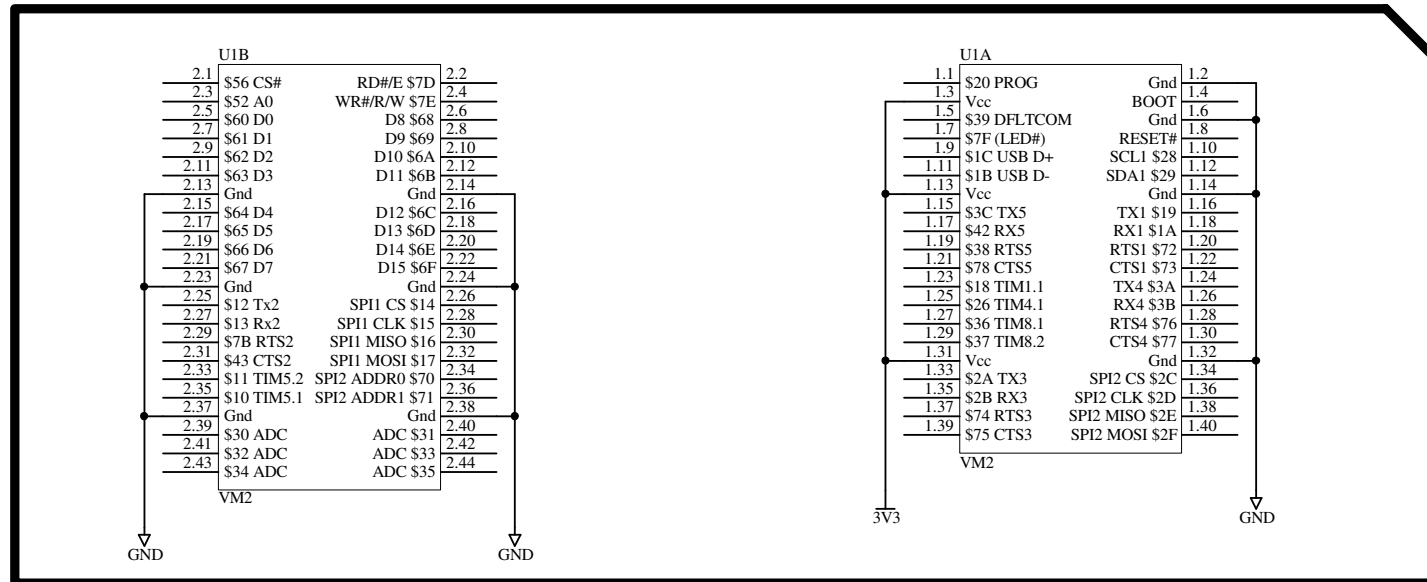 U1B
2.1 $56 CS# RD#/E $7D 2.2
2.3 $52 A0 WR#/R/W $7E 2.4
2.5 $60 D0 D8 $68 2.6
2.7 $61 D1 D9 $69 2.8
2.9 $62 D2 D10 $6A 2.10
2.11 $63 D3 D11 $6B 2.12
2.13 Gnd Gnd 2.14
2.15 $64 D4 D12 $6C 2.16
2.17 $65 D5 D13 $6D 2.18
2.19 $66 D6 D14 $6E 2.20
2.21 $67 D7 D15 $6F 2.22
2.23 Gnd Gnd 2.24
2.25 $12 Tx2 SPI1 CS $14 2.26
2.27 $13 Rx2 SPI1 CLK $15 2.28
2.29 $7B RTS2 SPI1 MISO $16 2.30
2.31 $43 CTS2 SPI1 MOSI $17 2.32
2.33 $11 TIM5.2 SPI2 ADDR0 $70 2.34
2.35 $10 TIM5.1 SPI2 ADDR1 $71 2.36
2.37 Gnd Gnd 2.38
2.39 $30 ADC ADC $31 2.40
2.41 $32 ADC ADC $33 2.42
2.43 $34 ADC ADC $35 2.44
VM2
GND GND
U1A
1.1 $20 PROG Gnd 1.2
1.3 Vcc BOOT 1.4
1.5 $39 DFLTCOM Gnd 1.6
1.7 $7F (LED#) RESET# 1.8
1.9 $1C USB D+ SCL1 $28 1.10
1.11 $1B USB D- SDA1 $29 1.12
1.13 Vcc Gnd 1.14
1.15 $3C TX5 TX1 $19 1.16
1.17 $42 RX5 RX1 $1A 1.18
1.19 $38 RTS5 RTS1 $72 1.20
1.21 $78 CTS5 CTS1 $73 1.22
1.23 $18 TIM1.1 TX4 $3A 1.24
1.25 $26 TIM4.1 RX4 $3B 1.26
1.27 $36 TIM8.1 RTS4 $76 1.28
1.29 $37 TIM8.2 CTS4 $77 1.30
1.31 Vcc Gnd 1.32
1.33 $2A TX3 SPI2 CS $2C 1.34
1.35 $2B RX3 SPI2 CLK $2D 1.36
1.37 $74 RTS3 SPI2 MISO $2E 1.38
1.39 $75 CTS3 SPI2 MOSI $2F 1.40
VM2
3V3 GND